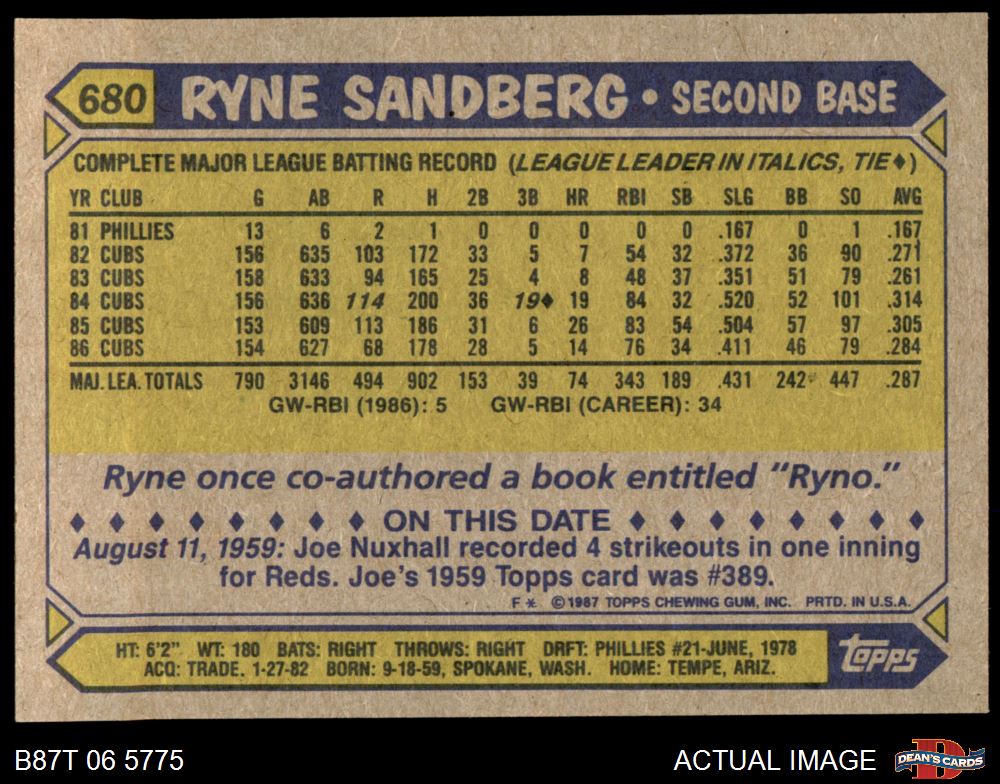 680 RYNE SANDBERG • SECOND BASE
COMPLETE MAJOR LEAGUE BATTING RECORD (LEAGUE LEADER IN ITALICS, TIE♦)
YR CLUB G AB R H 2B 3B HR RBI SB SLG BB SO AVG
81 PHILLIES 13 6 2 1 0 0 0 0 0 .167 0 1 .167
82 CUBS 156 635 103 172 33 5 7 54 32 .372 36 90 .271
83 CUBS 158 633 94 165 25 4 8 48 37 .351 51 79 .261
84 CUBS 156 636 114 200 36 19♦ 19 84 32 .520 52 101 .314
85 CUBS 153 609 113 186 31 6 26 83 54 .504 57 97 .305
86 CUBS 154 627 68 178 28 5 14 76 34 .411 46 79 .284
MAJ. LEA. TOTALS 790 3146 494 902 153 39 74 343 189 .431 242 447 .287
GW-RBI (1986): 5 GW-RBI (CAREER): 34
Ryne once co-authored a book entitled "Ryno."
♦ ♦ ♦ ♦ ♦ ♦ ♦ ♦ ON THIS DATE ♦ ♦ ♦ ♦ ♦ ♦ ♦ ♦
August 11, 1959: Joe Nuxhall recorded 4 strikeouts in one inning
for Reds. Joe's 1959 Topps card was #389.
F* ©1987 TOPPS CHEWING GUM, INC. PRTD. IN U.S.A.
HT: 6'2" WT: 180 BATS: RIGHT THROWS: RIGHT DRFT: PHILLIES #21-JUNE, 1978
ACQ: TRADE. 1-27-82 BORN: 9-18-59, SPOKANE, WASH. HOME: TEMPE, ARIZ.
topps
B87T 06 5775 ACTUAL IMAGE DEAN'S CARDS